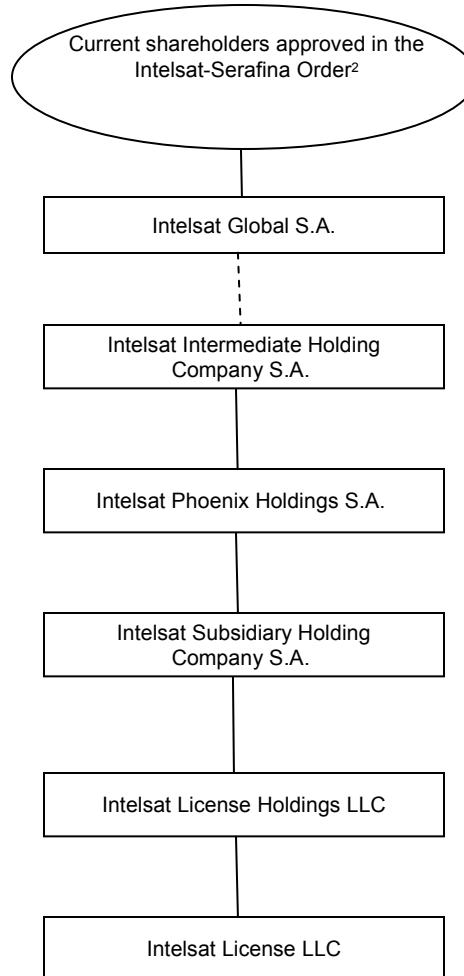 Current shareholders approved in the
Intelsat-Serafina Order²
Intelsat Global S.A.
Intelsat Intermediate Holding
Company S.A.
Intelsat Phoenix Holdings S.A.
Intelsat Subsidiary Holding
Company S.A.
Intelsat License Holdings LLC
Intelsat License LLC